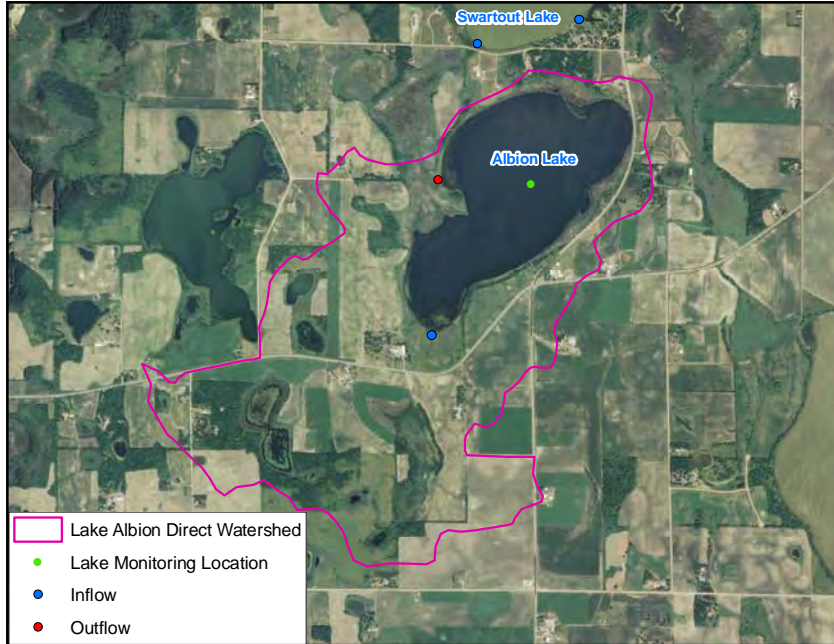 Swartout Lake
Albion Lake
Lake Albion Direct Watershed
Lake Monitoring Location
Inflow
Outflow